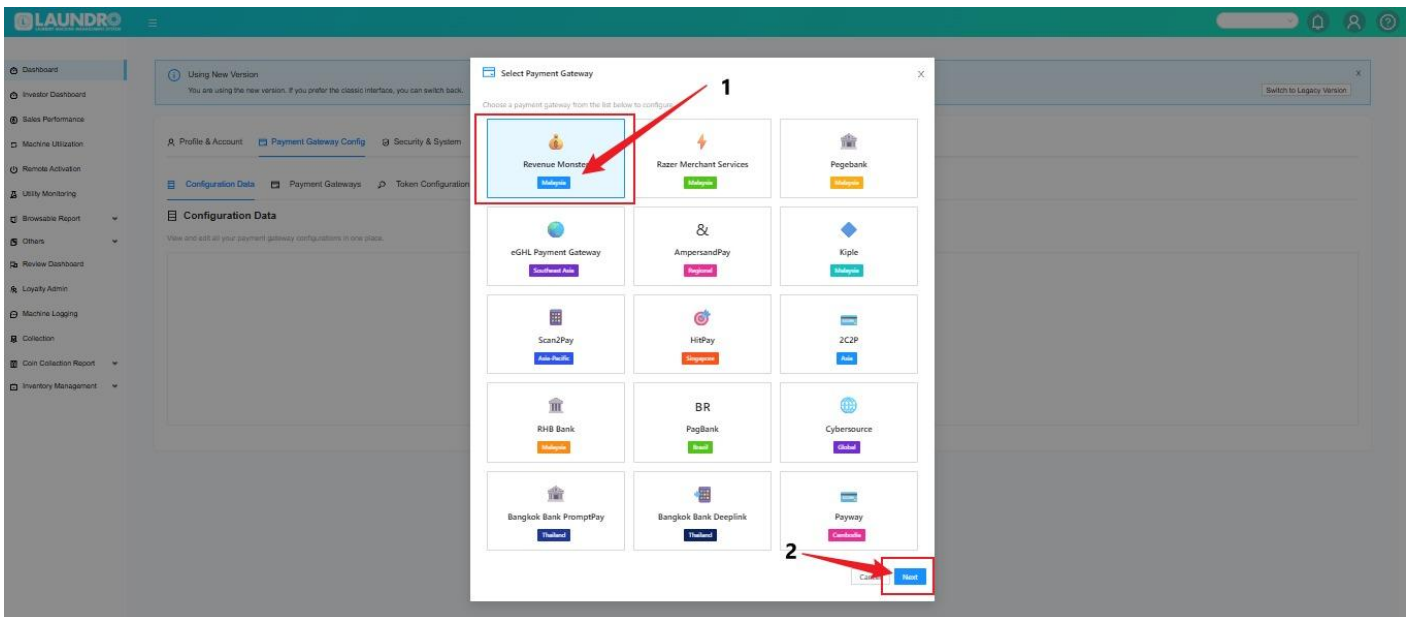 LAUNDRO
Dashboard
Investor Dashboard
Sales Performance
Machine Utilization
Remote Activation
Utility Monitoring
Browsable Report
Others
Review Dashboard
Loyalty Admin
Machine Logging
Collection
Coin Collection Report
Inventory Management
Using New Version
You are using the new version. If you prefer the classic interface, you can switch back.
X
Switch to Legacy Version
Profile & Account Payment Gateway Config Security & System
Configuration Data Payment Gateways Token Configuration
Configuration Data
View and edit all your payment gateway configurations in one place.
Select Payment Gateway X
Choose a payment gateway from the list below to configure
1
Revenue Monster
Malaysia
Razer Merchant Services
Malaysia
Pegebank
Malaysia
eGHL Payment Gateway
Southeast Asia
&
AmpersandPay
Regional
Kiple
Malaysia
Scan2Pay
Asia-Pacific
HitPay
Singapore
2C2P
Asia
RHB Bank
Malaysia
BR
PagBank
Brazil
Cybersource
Global
Bangkok Bank PromptPay
Thailand
Bangkok Bank Deeplink
Thailand
Payway
Cambodia
2
Cancel Next